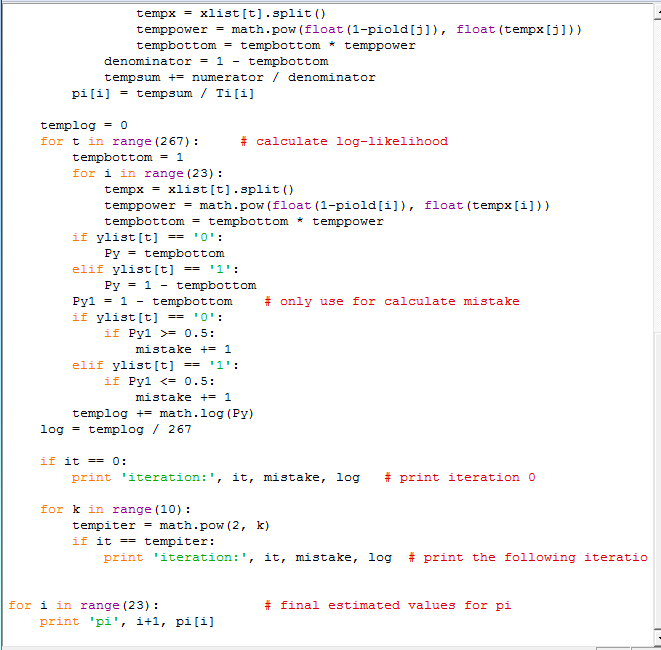 tempx = xlist[t].split()
                temppower = math.pow(float(1-piold[j]), float(tempx[j]))
                tempbottom = tempbottom * temppower
            denominator = 1 - tempbottom
            tempsum += numerator / denominator
        pi[i] = tempsum / Ti[i]

    templog = 0
    for t in range(267):     # calculate log-likelihood
        tempbottom = 1
        for i in range(23):
            tempx = xlist[t].split()
            temppower = math.pow(float(1-piold[i]), float(tempx[i]))
            tempbottom = tempbottom * temppower
        if ylist[t] == '0':
            Py = tempbottom
        elif ylist[t] == '1':
            Py = 1 - tempbottom
        Py1 = 1 - tempbottom    # only use for calculate mistake
        if ylist[t] == '0':
            if Py1 >= 0.5:
                mistake += 1
        elif ylist[t] == '1':
            if Py1 <= 0.5:
                mistake += 1
        templog += math.log(Py)
    log = templog / 267

    if it == 0:
        print 'iteration:', it, mistake, log   # print iteration 0

    for k in range(10):
        tempiter = math.pow(2, k)
        if it == tempiter:
            print 'iteration:', it, mistake, log  # print the following iteratio

for i in range(23):             # final estimated values for pi
    print 'pi', i+1, pi[i]